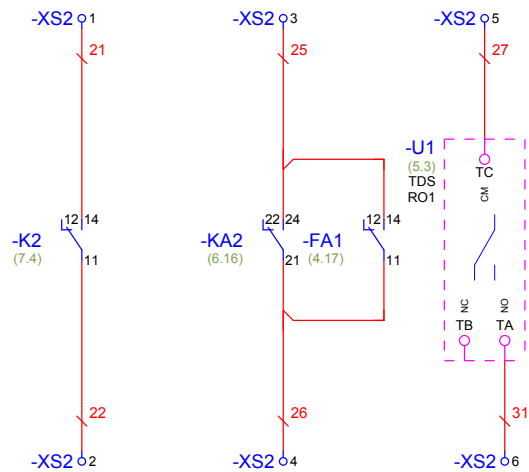 -XS2 1
-XS2 3
-XS2 5
21
25
27
-U1
(5.3)
TDS
RO1
TC
CM
12 14
-K2
(7.4)
11
22 24
-KA2
(6.16)
21
12 14
-FA1
(4.17)
11
NC
NO
TB
TA
22
26
31
-XS2 2
-XS2 4
-XS2 6